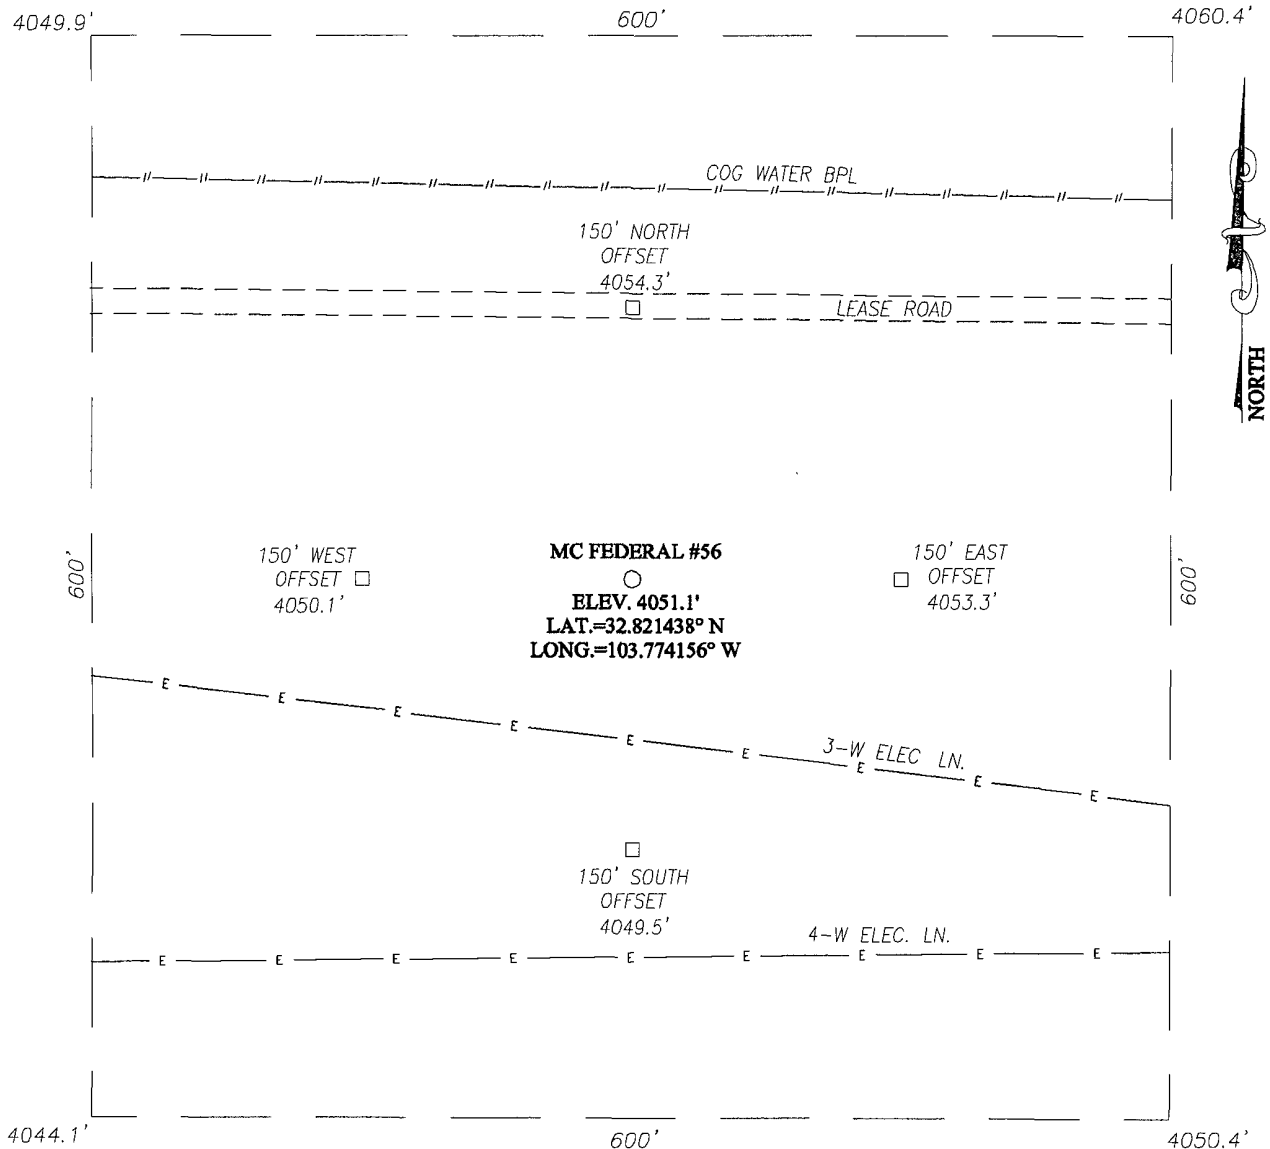 4049.9'
600'
4060.4'
COG WATER BPL
150' NORTH
OFFSET
4054.3'
LEASE ROAD
NORTH
600'
150' WEST
OFFSET
4050.1'
MC FEDERAL #56
ELEV. 4051.1'
LAT.=32.821438° N
LONG.=103.774156° W
150' EAST
OFFSET
4053.3'
600'
E E E E E E E E E
3-W ELEC LN.
150' SOUTH
OFFSET
4049.5'
4-W ELEC. LN.
E E E E E E E E E
4044.1'
600'
4050.4'